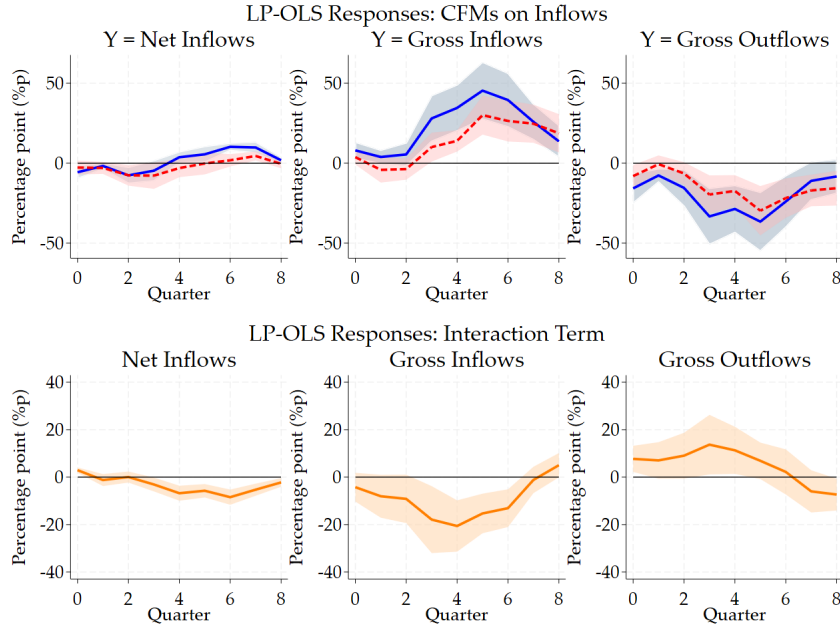 LP-OLS Responses: CFMs on Inflows
Y = Net Inflows
Y = Gross Inflows
Y = Gross Outflows
Percentage point (%p)
50
0
-50
0 2 4 6 8
Quarter
Percentage point (%p)
50
0
-50
0 2 4 6 8
Quarter
Percentage point (%p)
50
0
-50
0 2 4 6 8
Quarter
LP-OLS Responses: Interaction Term
Net Inflows
Gross Inflows
Gross Outflows
Percentage point (%p)
40
20
0
-20
-40
0 2 4 6 8
Quarter
Percentage point (%p)
40
20
0
-20
-40
0 2 4 6 8
Quarter
Percentage point (%p)
40
20
0
-20
-40
0 2 4 6 8
Quarter